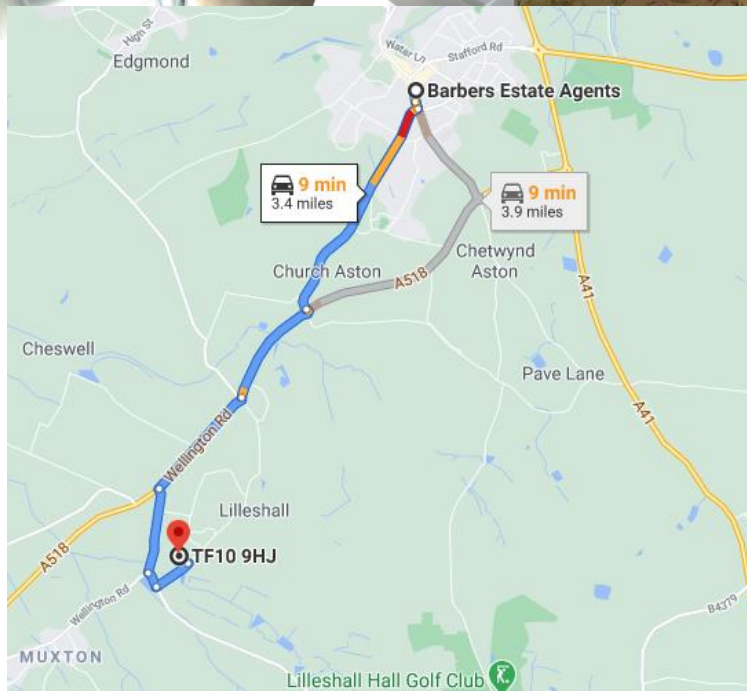 High St
Edgmond
Water Ln
Stafford Rd
Barbers Estate Agents
9 min
3.4 miles
9 min
3.9 miles
Church Aston
Chetwynd
Aston
A518
A41
Cheswell
Pave Lane
A41
Wellington Rd
Lilleshall
TF10 9HJ
A518
Wellington Rd
B4379
MUXTON
Lilleshall Hall Golf Club